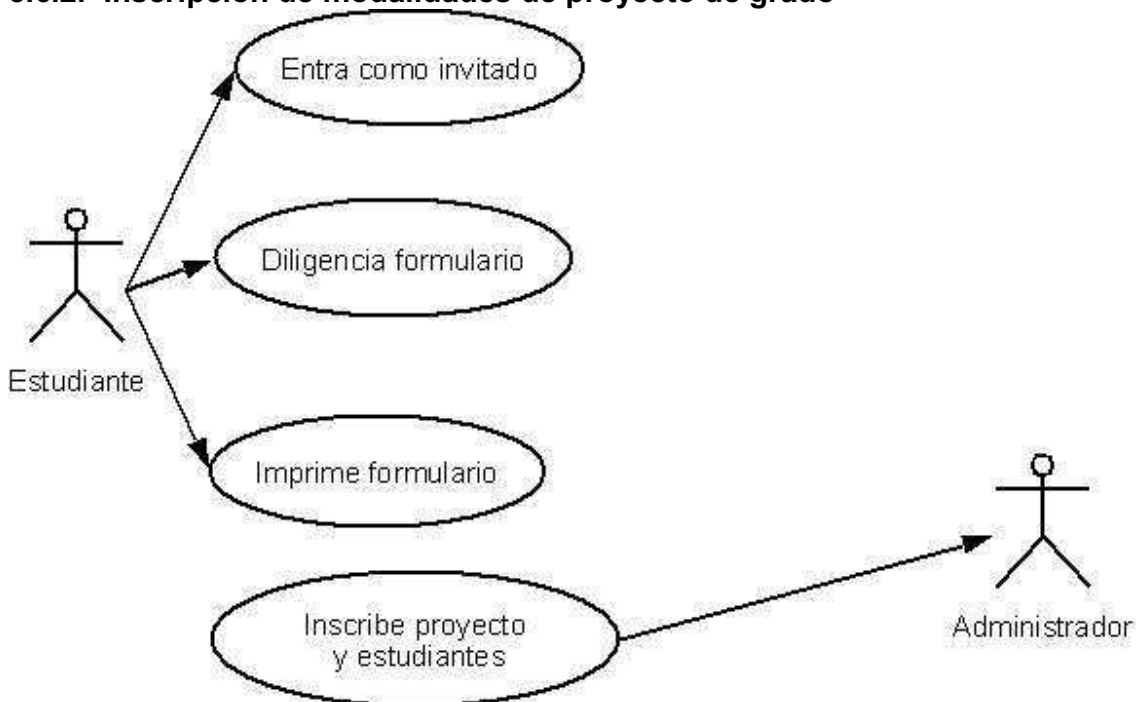 Inscripción de modalidades de proyecto de grado
Entra como invitado
Diligencia formulario
Estudiante
Imprime formulario
Inscribe proyecto
y estudiantes
Administrador